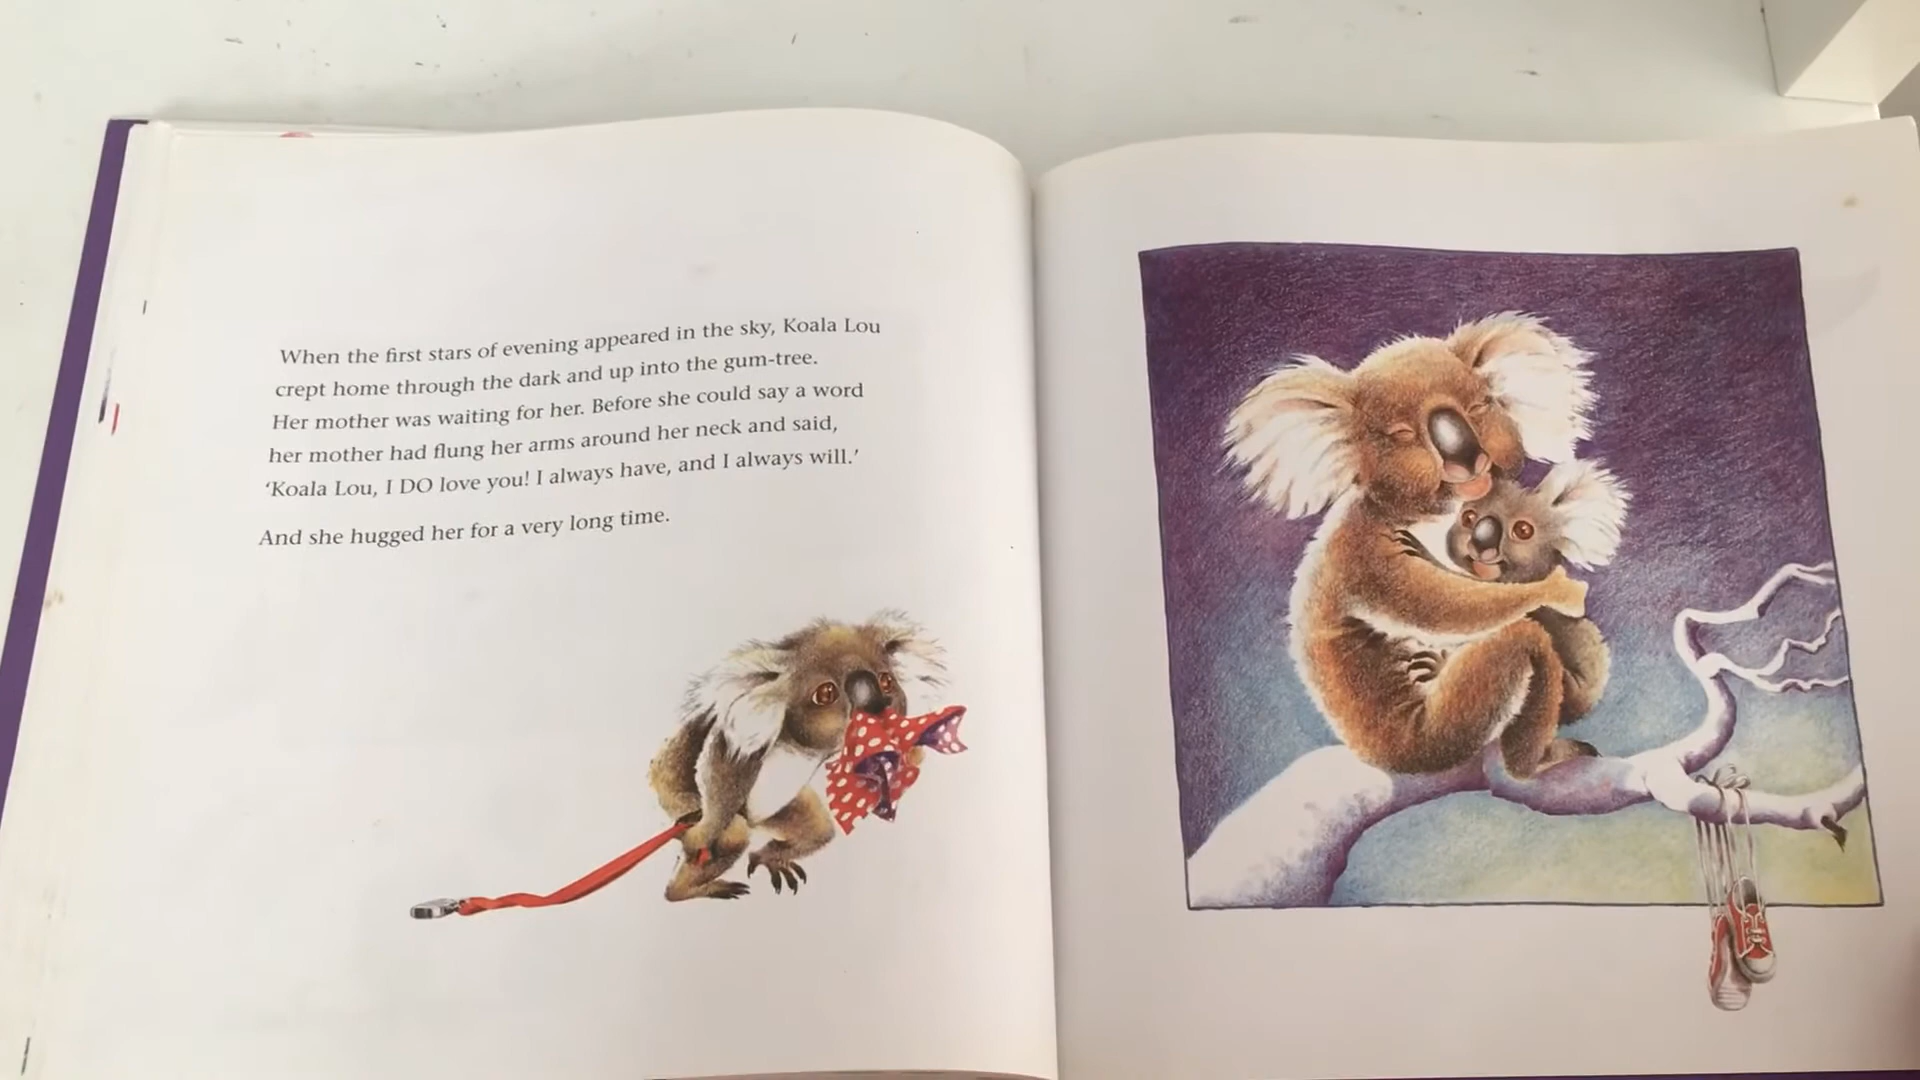 When the first stars of evening appeared in the sky, Koala Lou
crept home through the dark and up into the gum-tree.
Her mother was waiting for her. Before she could say a word
her mother had flung her arms around her neck and said,
‘Koala Lou, I DO love you! I always have, and I always will.’
And she hugged her for a very long time.